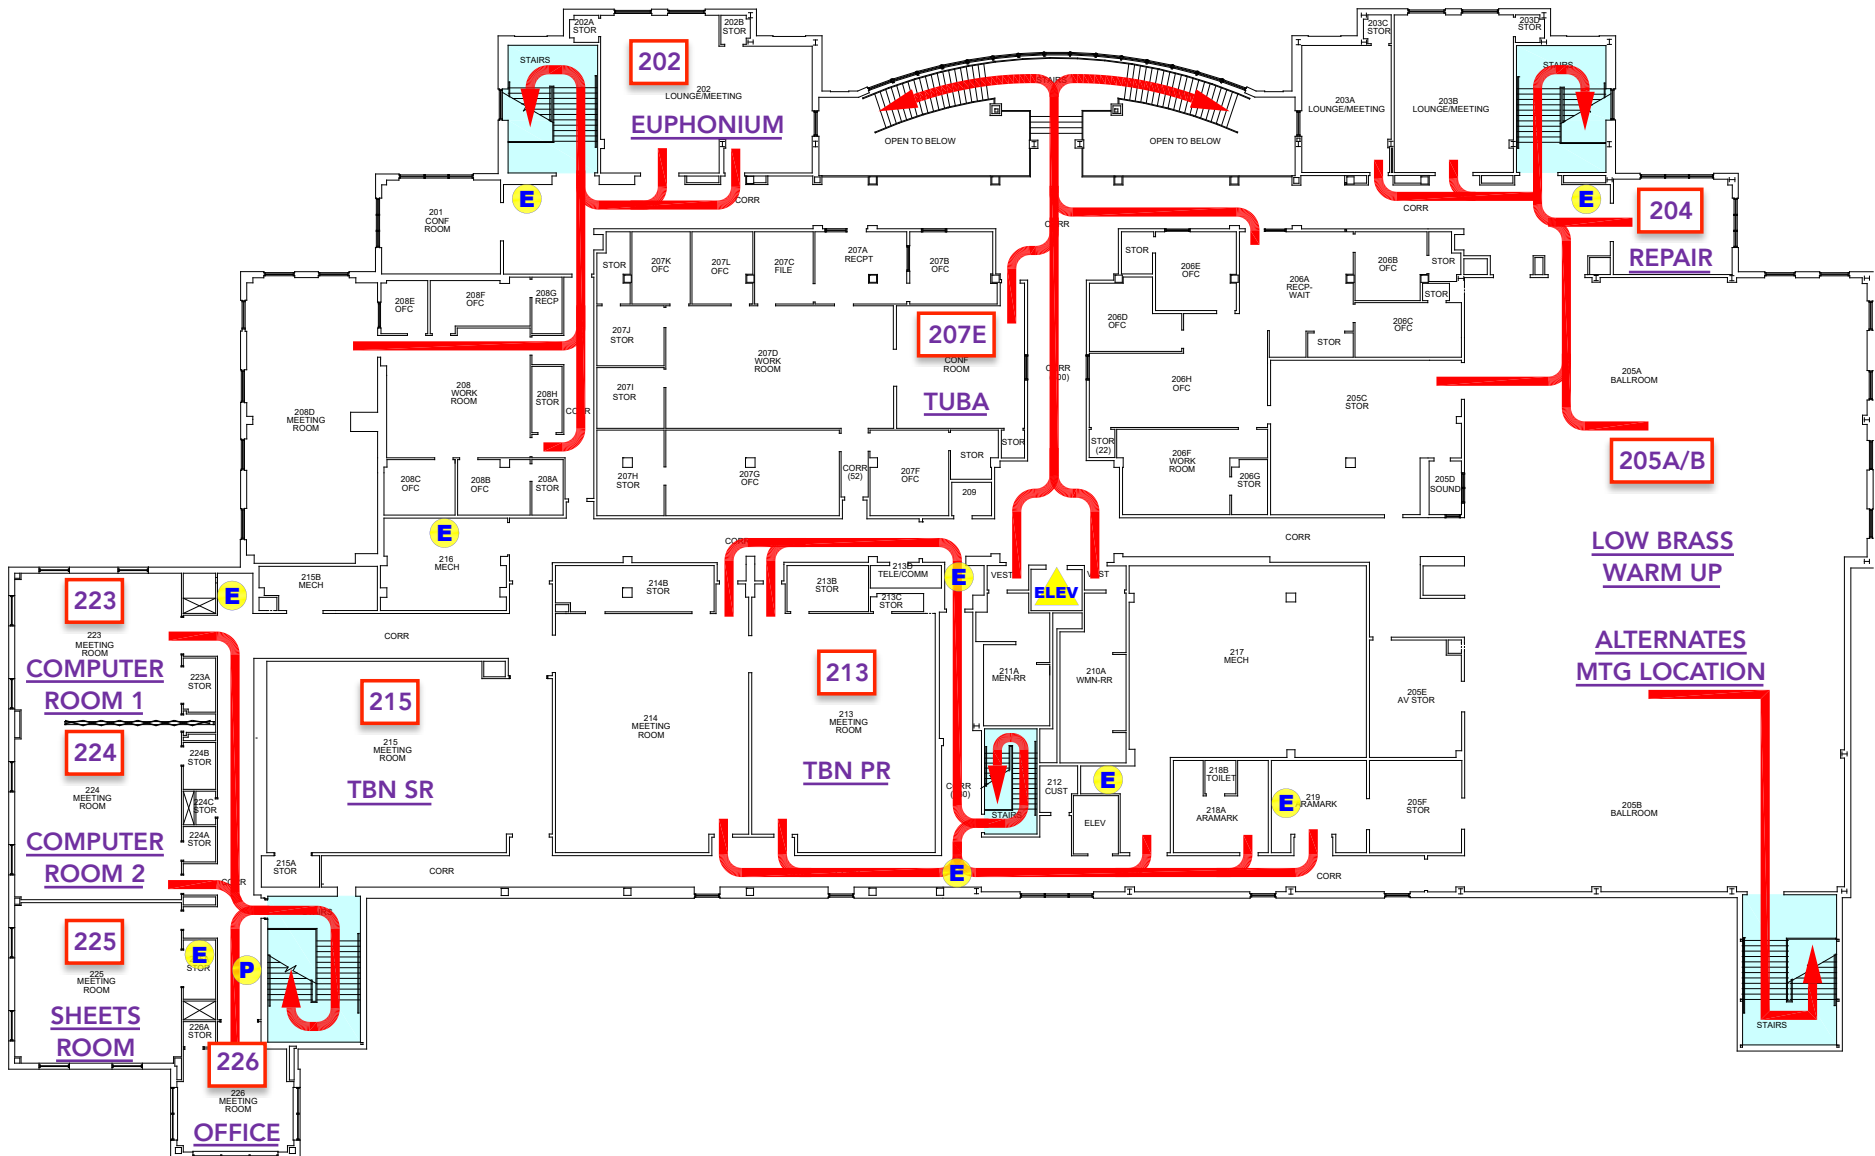 202A
STOR
202B
STOR
STAIRS
202
202
LOUNGE/MEETING
EUPHONIUM
STAIRS
OPEN TO BELOW
OPEN TO BELOW
203C
STOR
203D
STOR
203A
LOUNGE/MEETING
203B
LOUNGE/MEETING
STAIRS
E
201
CONF
ROOM
CORR
CORR
CORR
E
204
REPAIR
STOR
207K
OFC
207L
OFC
207C
FILE
207A
RECPT
207B
OFC
STOR
206E
OFC
206A
RECP-
WAIT
206B
OFC
STOR
STOR
208E
OFC
208F
OFC
208G
RECP
207J
STOR
207D
WORK
ROOM
207E
CONF
ROOM
TUBA
206D
OFC
STOR
206C
OFC
208D
MEETING
ROOM
208
WORK
ROOM
208H
STOR
CORR
207I
STOR
CORR
206H
OFC
205C
STOR
205A
BALLROOM
208C
OFC
208B
OFC
208A
STOR
207H
STOR
207G
OFC
CORR
(52)
207F
OFC
STOR
STOR
209
STOR
(22)
206F
WORK
ROOM
206G
STOR
205D
SOUND
205A/B
LOW BRASS
WARM UP
E
216
MECH
CORR
CORR
215B
MECH
214B
STOR
213B
STOR
213D
TELE/COMM
213C
STOR
E
VEST
ELEV
VEST
223
223
MEETING
ROOM
COMPUTER
ROOM 1
E
CORR
223A
STOR
215
215
MEETING
ROOM
TBN SR
214
MEETING
ROOM
213
213
MEETING
ROOM
TBN PR
211A
MEN-RR
210A
WMN-RR
217
MECH
205E
AV STOR
ALTERNATES
MTG LOCATION
224
224
MEETING
ROOM
COMPUTER
ROOM 2
224B
STOR
224C
STOR
224A
STOR
CORR
STAIRS
212
CUST
E
ELEV
218B
TOILET
218A
ARAMARK
E
219
ARAMARK
205F
STOR
205B
BALLROOM
215A
STOR
CORR
E
CORR
CORR
225
225
MEETING
ROOM
SHEETS
ROOM
E
STOR
P
226A
STOR
226
226
MEETING
ROOM
OFFICE
STAIRS